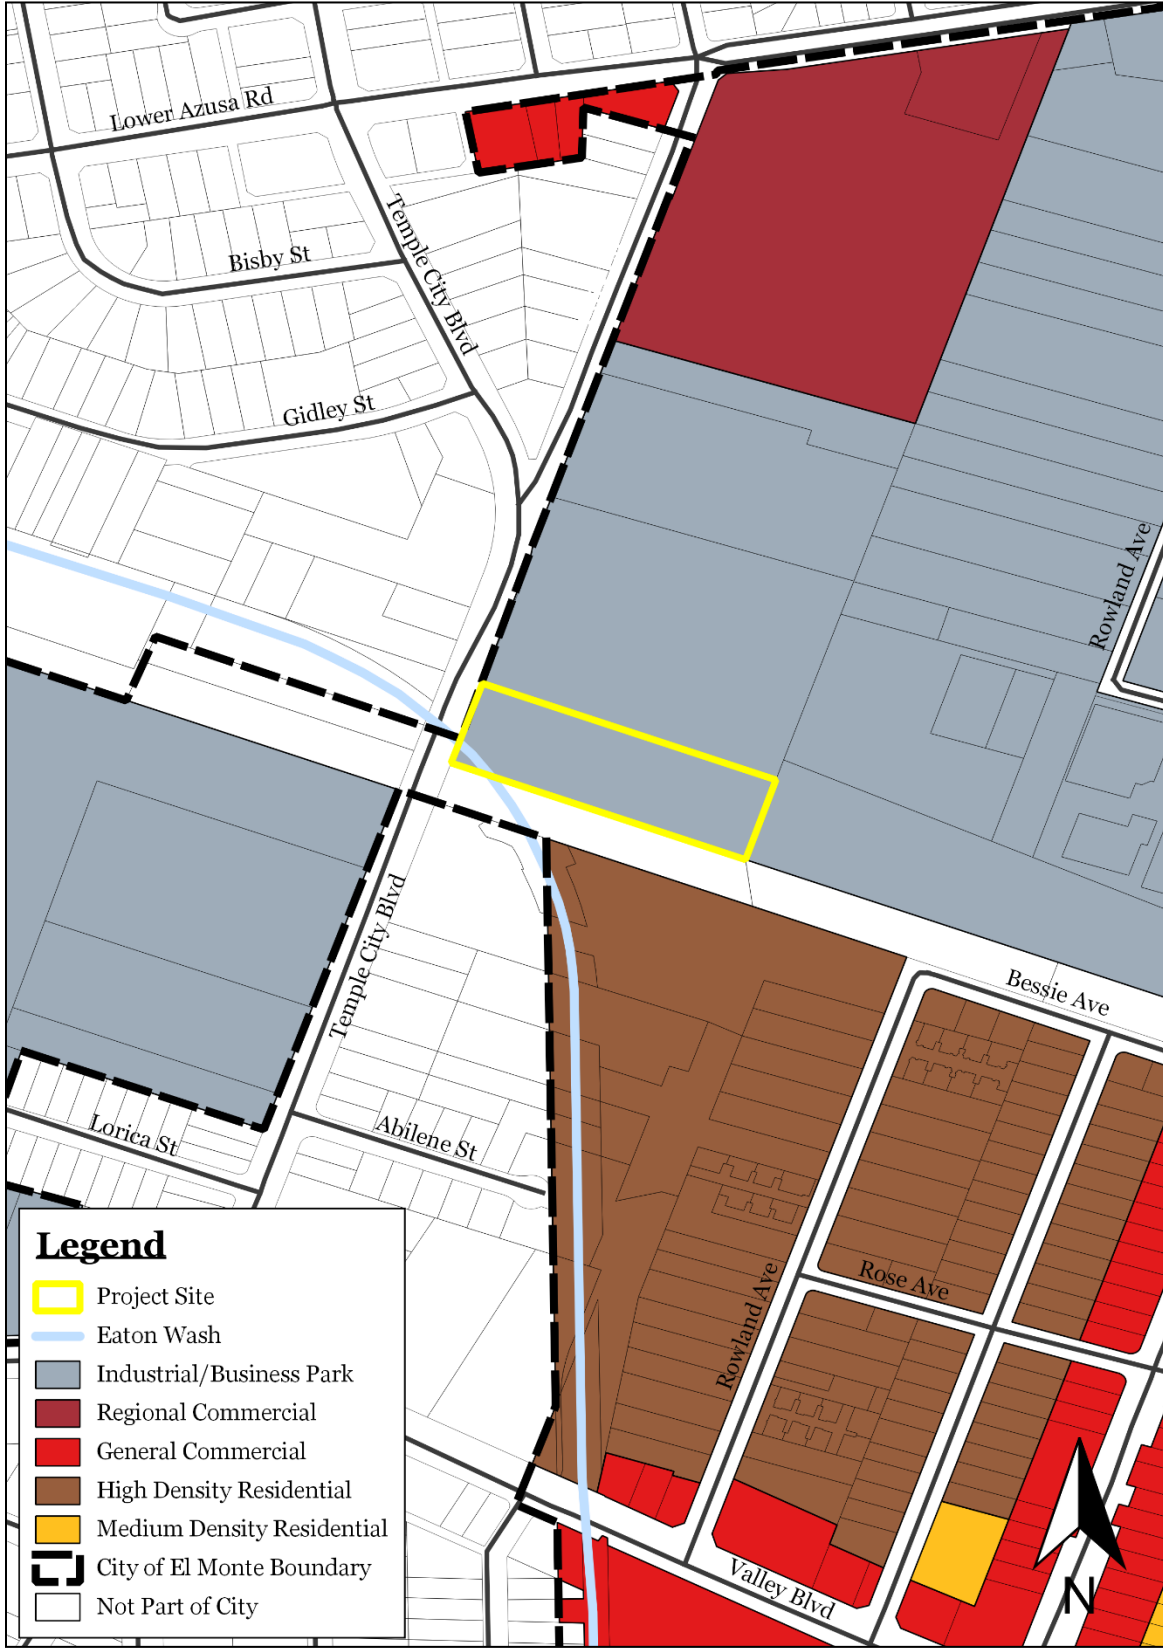 Lower Azusa Rd
Temple City Blvd
Bisby St
Gidley St
Rowland Ave
Temple City Blvd
Bessie Ave
Lorica St
Abilene St
Rose Ave
Rowland Ave
Valley Blvd
Legend
Project Site
Eaton Wash
Industrial/Business Park
Regional Commercial
General Commercial
High Density Residential
Medium Density Residential
City of El Monte Boundary
Not Part of City
N